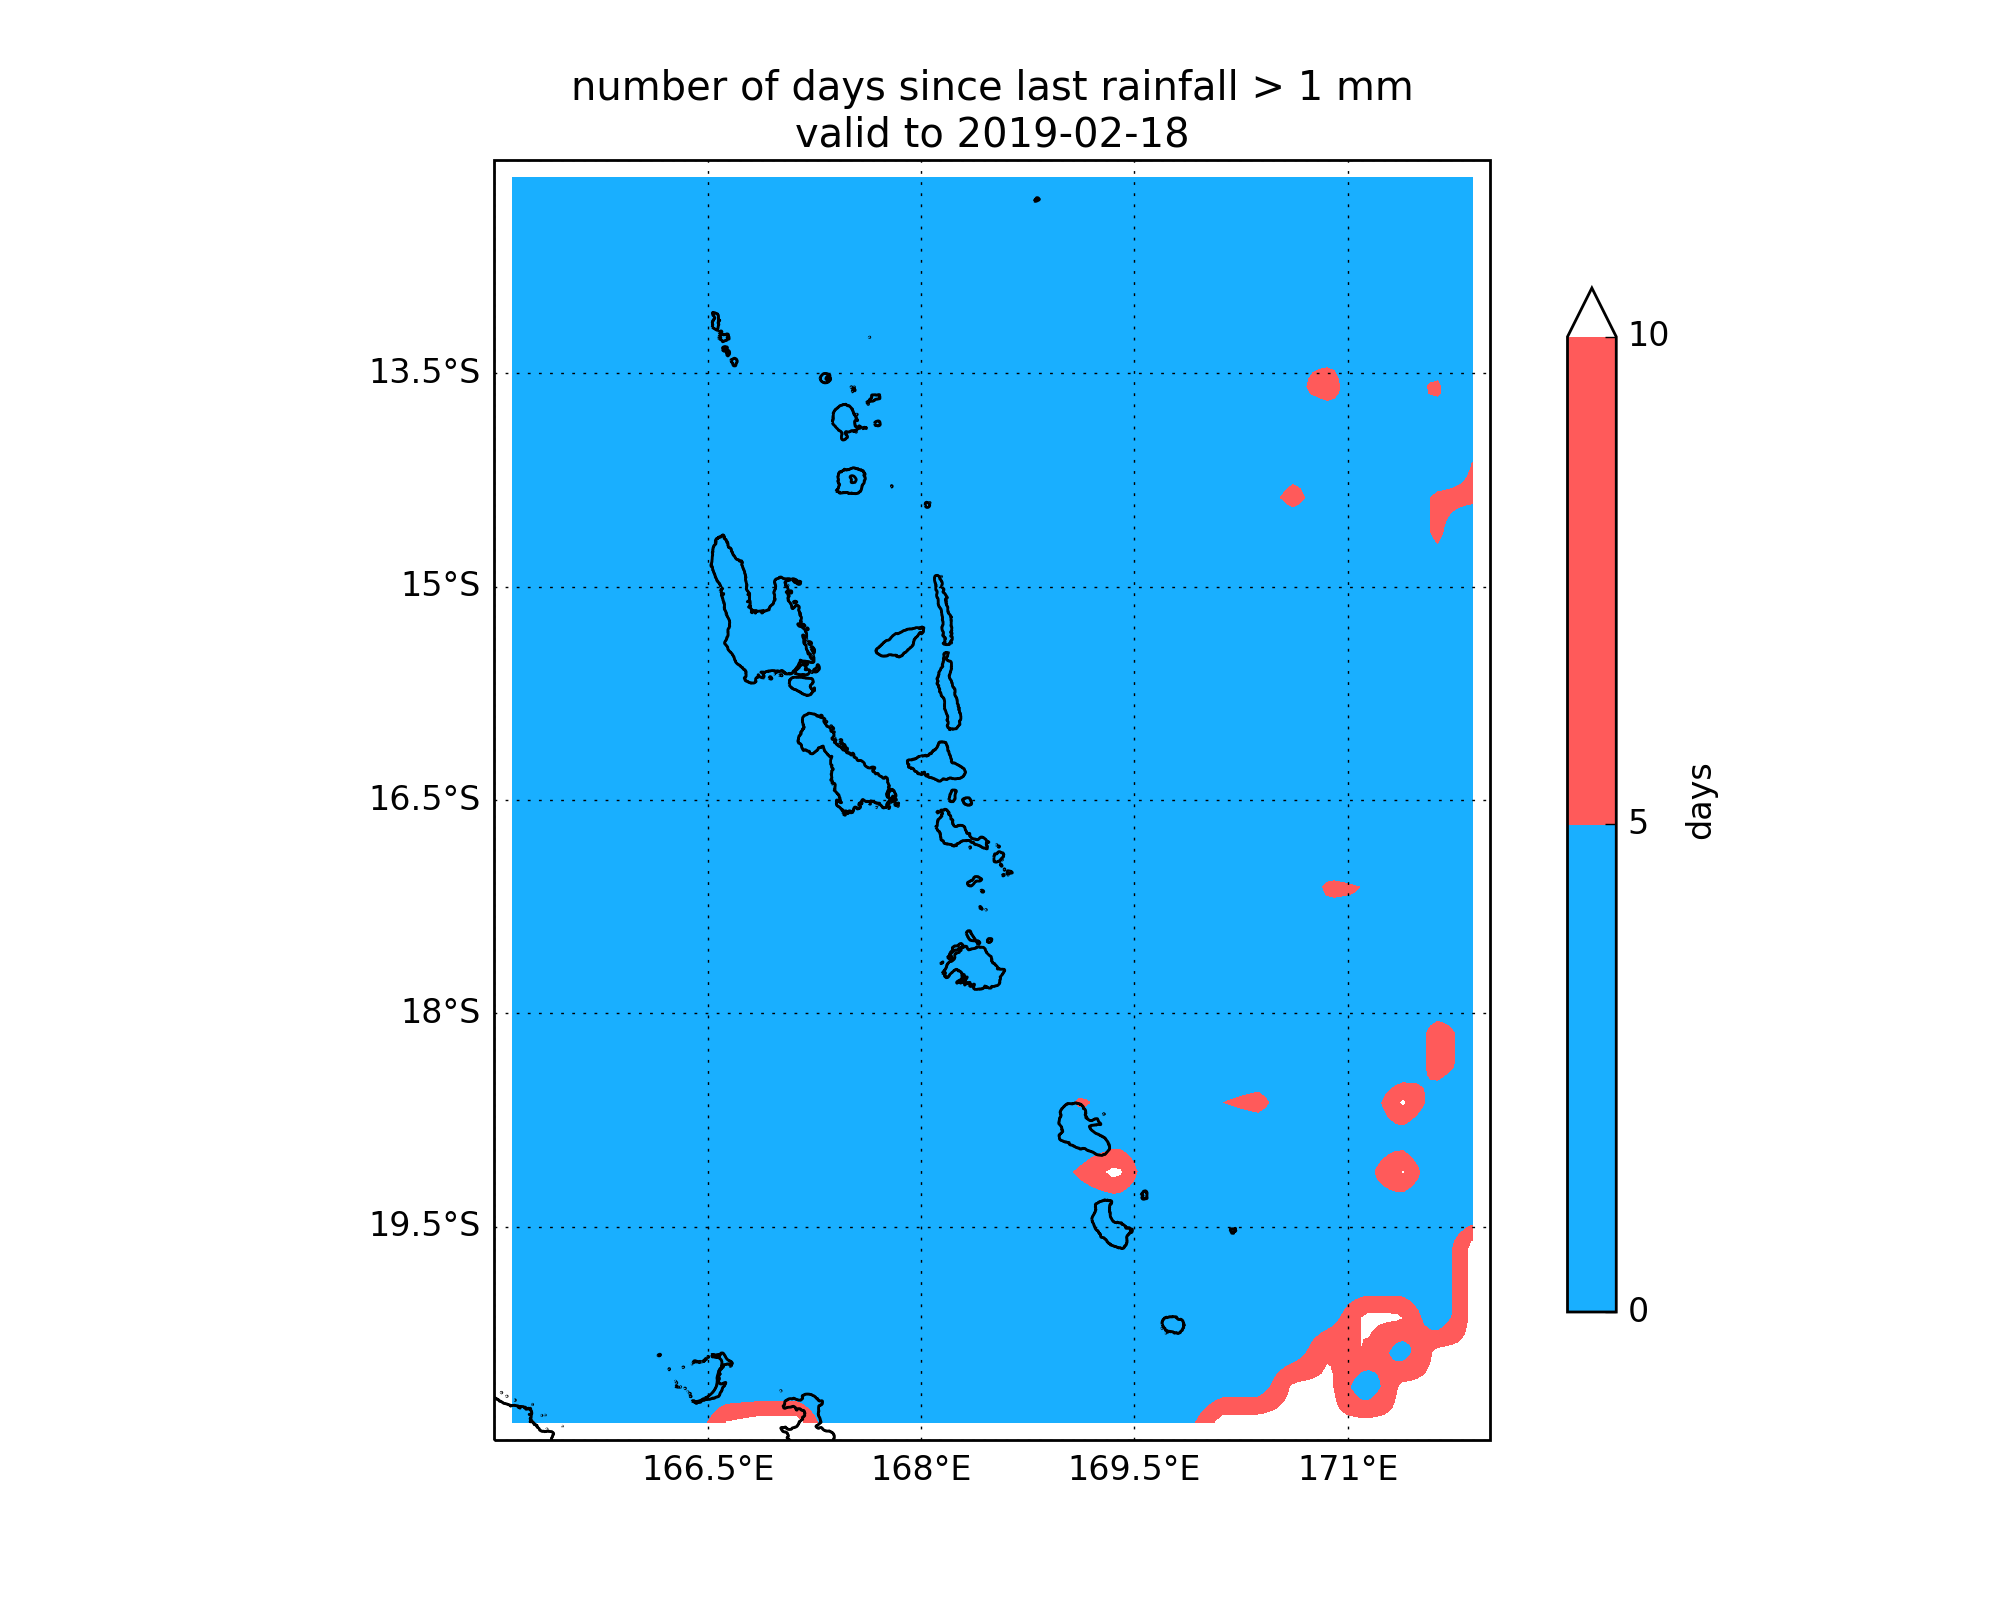 number of days since last rainfall > 1 mm
valid to 2019-02-18
13.5°S
15°S
16.5°S
18°S
19.5°S
166.5°E
168°E
169.5°E
171°E
10
5
0
days